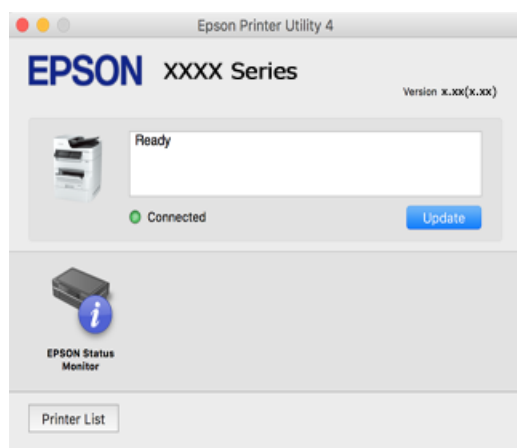 Epson Printer Utility 4
EPSON XXXX Series
Version x.xx(x.xx)
Ready
Connected
Update
EPSON Status
Monitor
Printer List